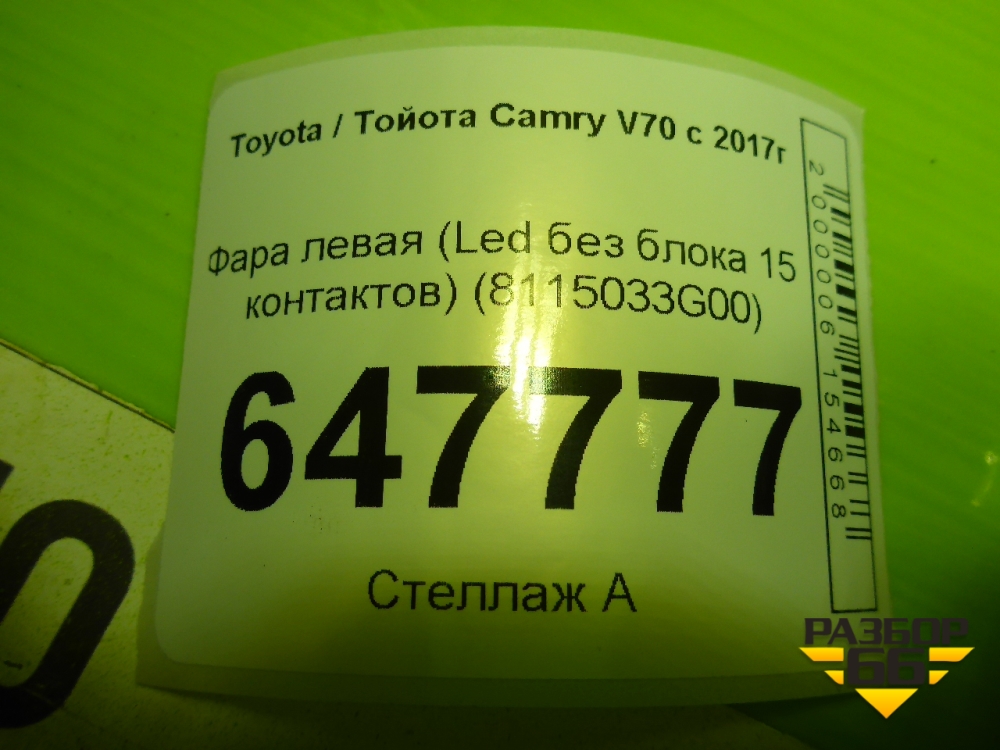 Toyota / Тойота Camry V70 с 2017г
Фара левая (Led без блока 15
контактов) (8115033G00)
647777
Стеллаж А
2000006154668
РАЗБОР
66